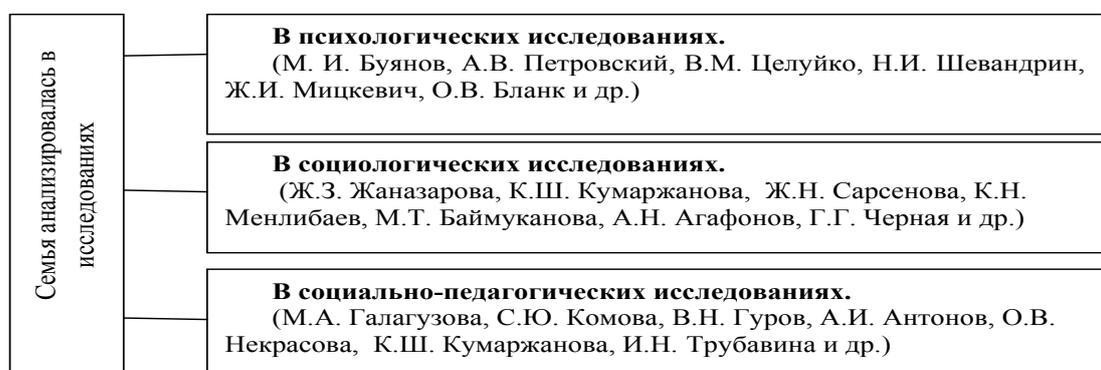 Семья анализировалась в
исследованиях
В психологических исследованиях.
(М. И. Буянов, А.В. Петровский, В.М. Целуйко, Н.И. Шевандрин,
Ж.И. Мицкевич, О.В. Бланк и др.)
В социологических исследованиях.
(Ж.З. Жаназарова, К.Ш. Кумаржанова, Ж.Н. Сарсенова, К.Н.
Менлибаев, М.Т. Баймуканова, А.Н. Агафонов, Г.Г. Черная и др.)
В социально-педагогических исследованиях.
(М.А. Галагузова, С.Ю. Комова, В.Н. Гуров, А.И. Антонов, О.В.
Некрасова, К.Ш. Кумаржанова, И.Н. Трубавина и др.)